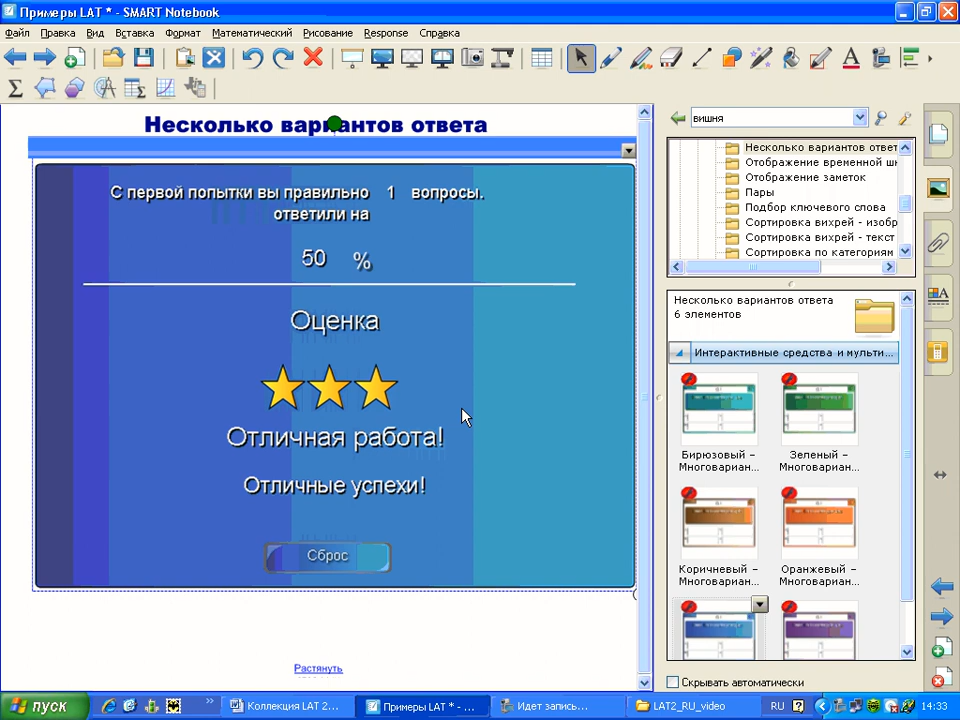 Примеры LAT * - SMART Notebook
Файл Правка Вид Вставка Формат Математический Рисование Response Справка
Несколько вариантов ответа
С первой попытки вы правильно 1 вопросы.
ответили на
50 %
Оценка
Отличная работа!
Отличные успехи!
Сброс
Растянуть
вишня
Несколько вариантов ответ
Отображение временной шк
Отображение заметок
Пары
Подбор ключевого слова
Сортировка вихрей - изобр
Сортировка вихрей - текст
Сортировка по категориям
Несколько вариантов ответа
6 элементов
Интерактивные средства и мульти...
Бирюзовый –
Многовариан...
Зеленый –
Многовариан...
Коричневый –
Многовариан...
Оранжевый –
Многовариан...
Скрывать автоматически
пуск
Коллекция LAT 2...
Примеры LAT * - ...
Идет запись...
LAT2_RU_video
RU
14:33